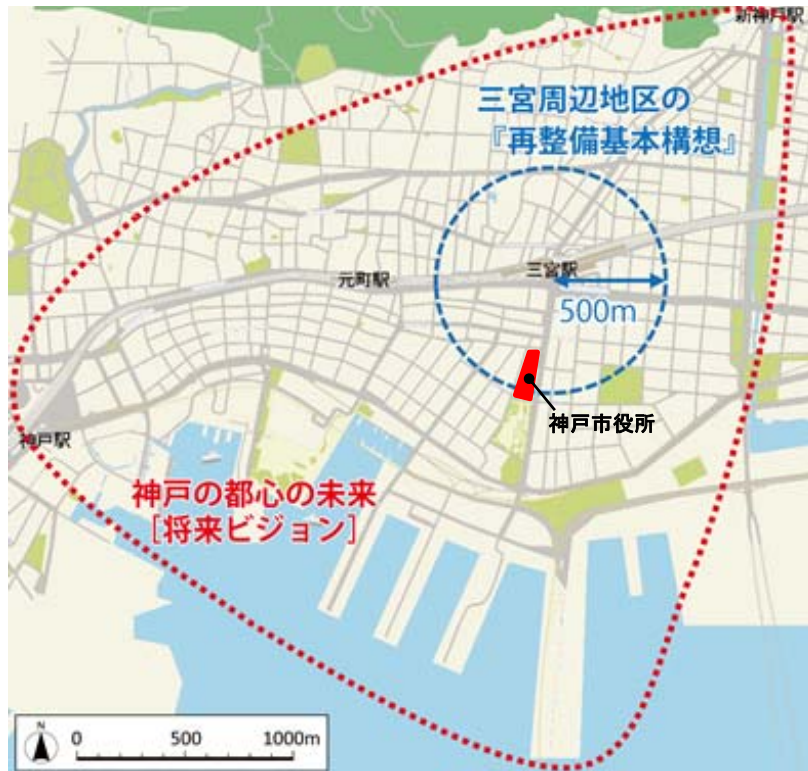 新神戸駅
三宮周辺地区の
『再整備基本構想』
三宮駅
元町駅
500m
神戸市役所
神戸駅
神戸の都心の未来
[将来ビジョン]
N
0 500 1000m